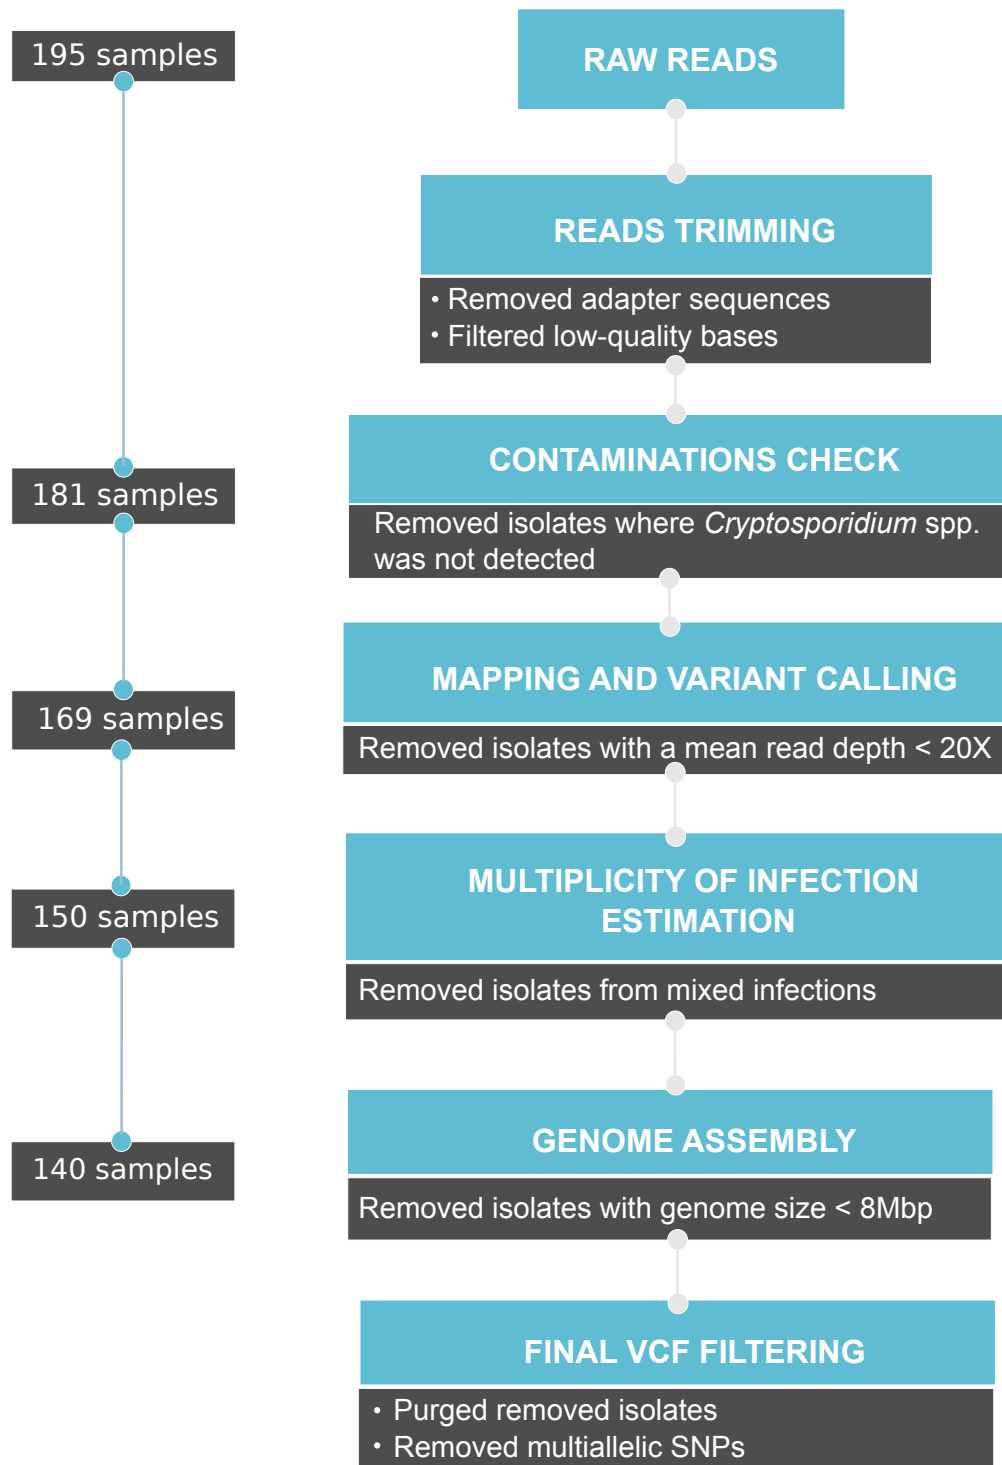 195 samples
RAW READS
READS TRIMMING
• Removed adapter sequences
• Filtered low-quality bases
CONTAMINATIONS CHECK
181 samples
Removed isolates where Cryptosporidium spp.
was not detected
MAPPING AND VARIANT CALLING
169 samples
Removed isolates with a mean read depth < 20X
MULTIPLICITY OF INFECTION
ESTIMATION
150 samples
Removed isolates from mixed infections
GENOME ASSEMBLY
140 samples
Removed isolates with genome size < 8Mbp
FINAL VCF FILTERING
• Purged removed isolates
• Removed multiallelic SNPs